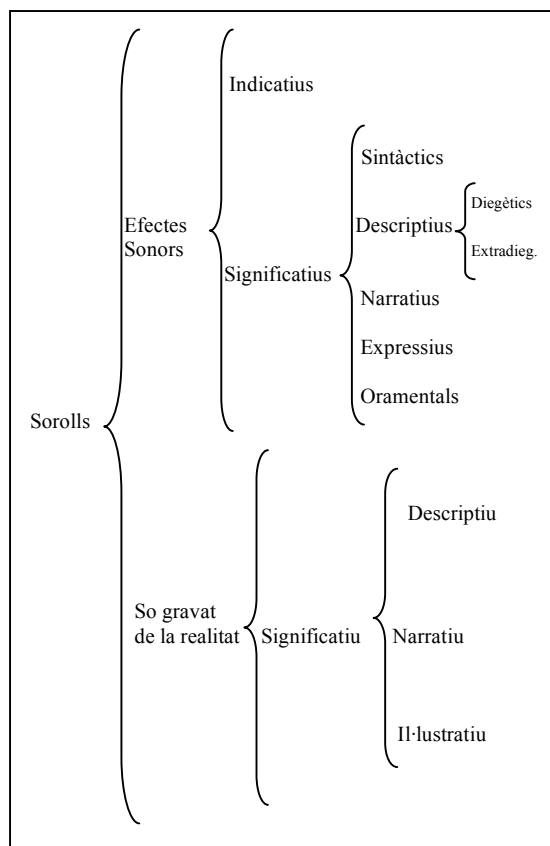 Indicatius
Sintàctics
Diegètics
Efectes
Sonors
Descriptius
Extradieg.
Significatius
Narratius
Expressius
Oramentals
Sorolls
Descriptiu
So gravat
de la realitat
Significatiu
Narratiu
Il·lustratiu